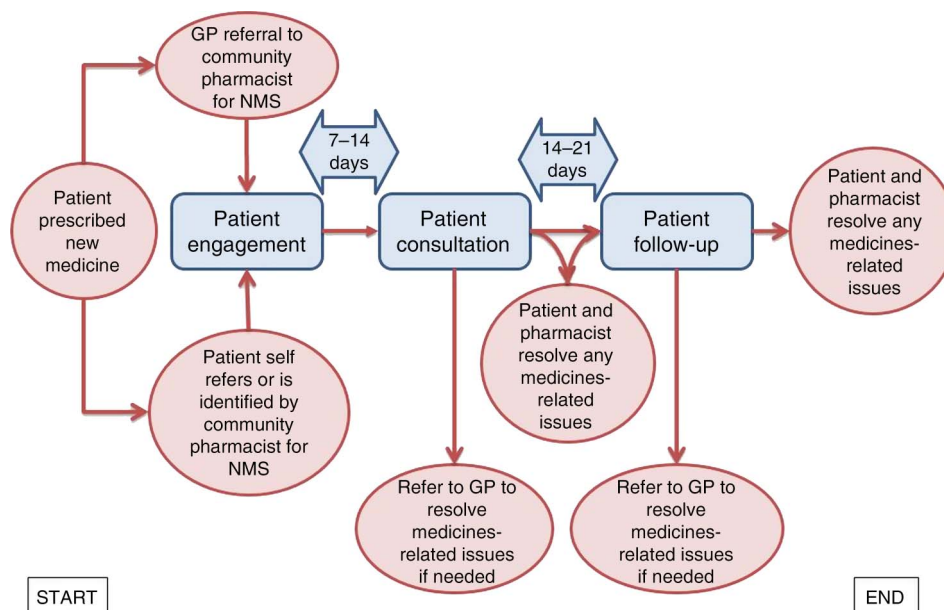 GP referral to
community
pharmacist
for NMS
7–14
days
14–21
days
Patient
prescribed
new
medicine
Patient
engagement
Patient
consultation
Patient
follow-up
Patient and
pharmacist
resolve any
medicines-
related
issues
Patient self
refers or is
identified by
community
pharmacist for
NMS
Patient and
pharmacist
resolve any
medicines-
related
issues
Refer to GP to
resolve
medicines-
related issues
if needed
Refer to GP to
resolve
medicines-
related issues
if needed
START
END